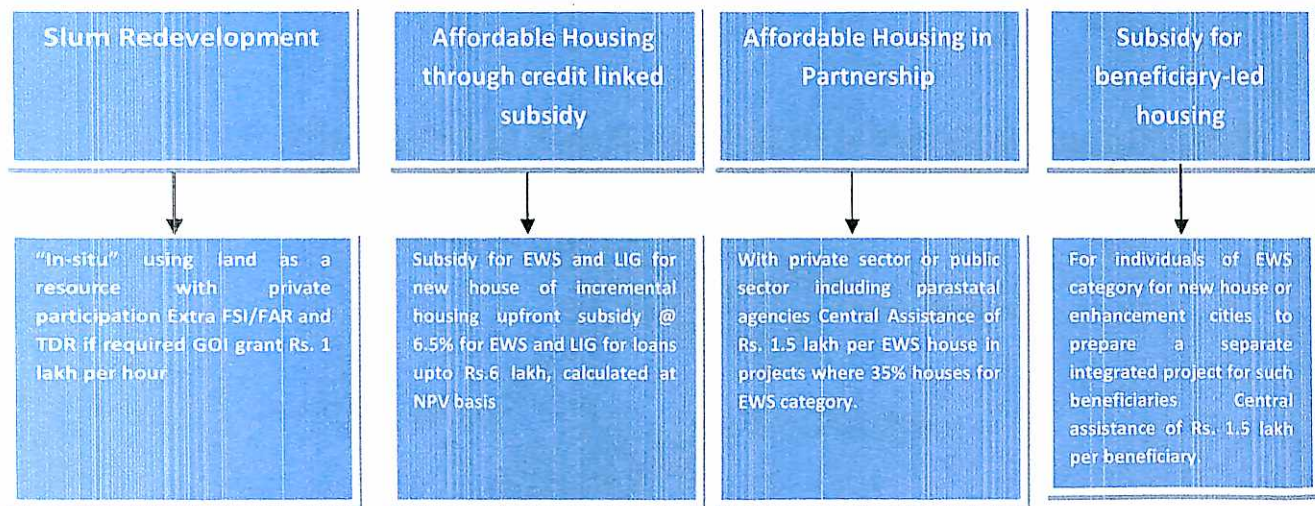 Slum Redevelopment
Affordable Housing
through credit linked
subsidy
Affordable Housing in
Partnership
Subsidy for
beneficiary-led
housing
"In-situ" using land as a
resource with private
participation Extra FSI/FAR and
TDR if required GOI grant Rs. 1
lakh per hour
Subsidy for EWS and LIG for
new house of incremental
housing upfront subsidy @
6.5% for EWS and LIG for loans
upto Rs.6 lakh, calculated at
NPV basis
With private sector or public
sector including parastatal
agencies Central Assistance of
Rs. 1.5 lakh per EWS house in
projects where 35% houses for
EWS category.
For individuals of EWS
category for new house or
enhancement cities to
prepare a separate
integrated project for such
beneficiaries Central
assistance of Rs. 1.5 lakh
per beneficiary.